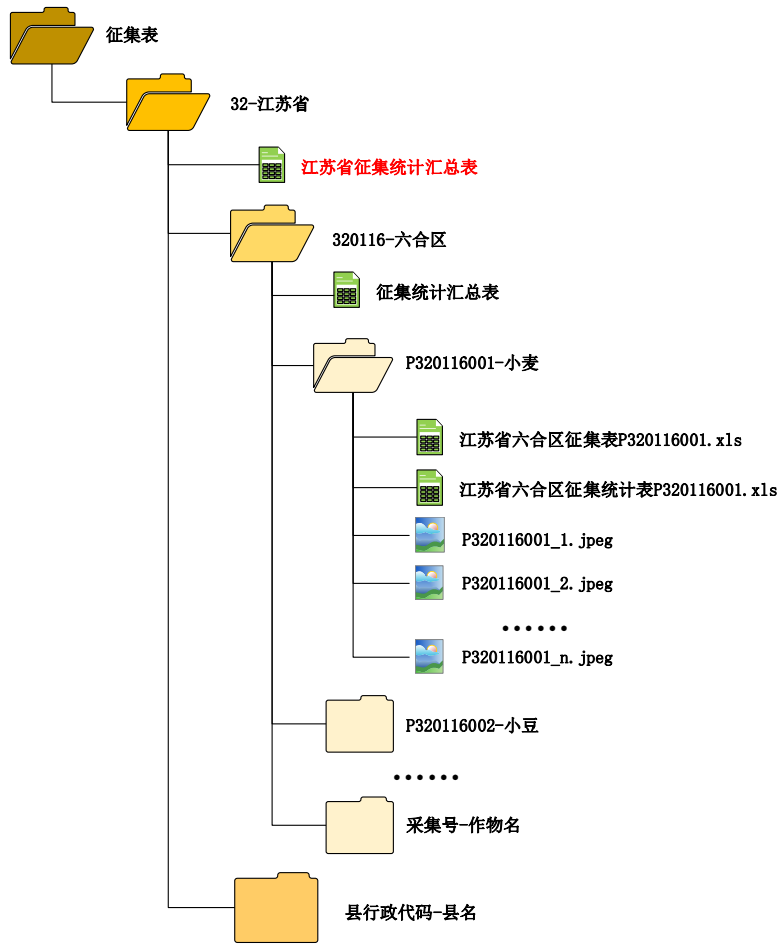 征集表
32-江苏省
江苏省征集统计汇总表
320116-六合区
征集统计汇总表
P320116001-小麦
江苏省六合区征集表P320116001.xls
江苏省六合区征集统计表P320116001.xls
P320116001_1.jpeg
P320116001_2.jpeg
……
P320116001_n.jpeg
P320116002-小豆
……
采集号-作物名
县行政代码-县名